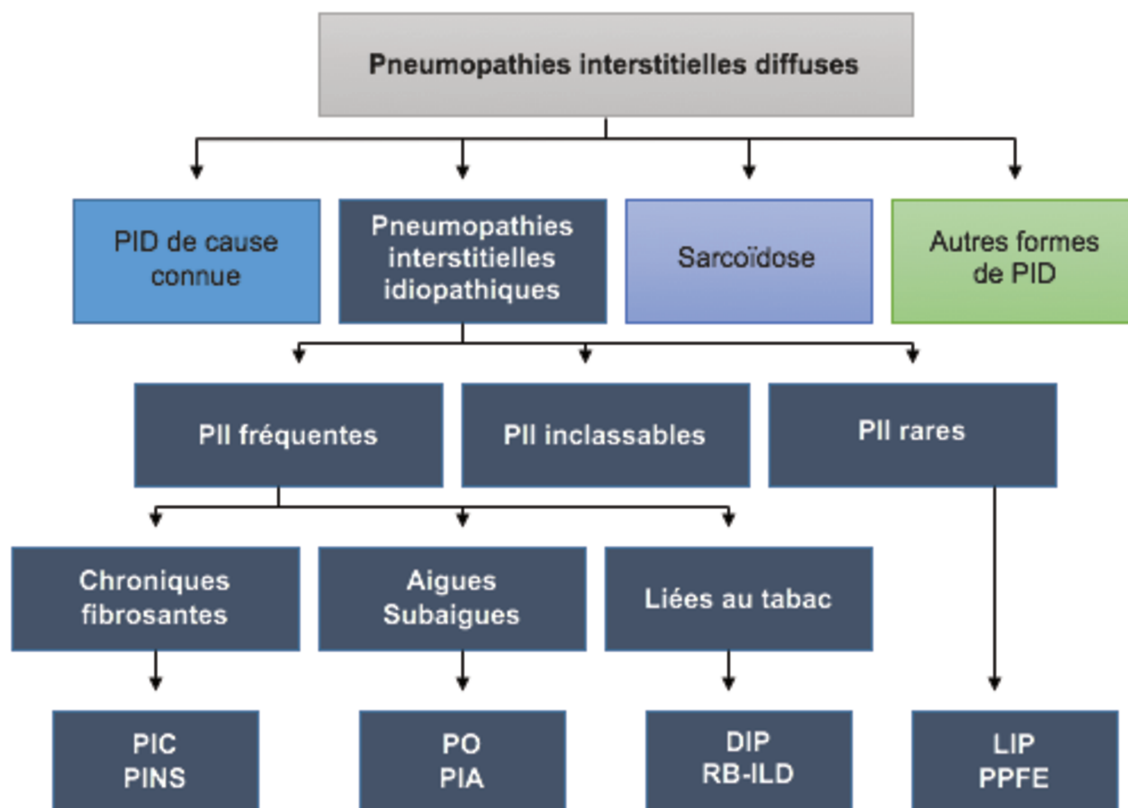 Pneumopathies interstitielles diffuses
PID de cause
connue
Pneumopathies
interstitielles
idiopathiques
Sarcoïdose
Autres formes
de PID
PII fréquentes
PII inclassables
PII rares
Chroniques
fibrosantes
Aigues
Subaigues
Liées au tabac
PIC
PINS
PO
PIA
DIP
RB-ILD
LIP
PPFE